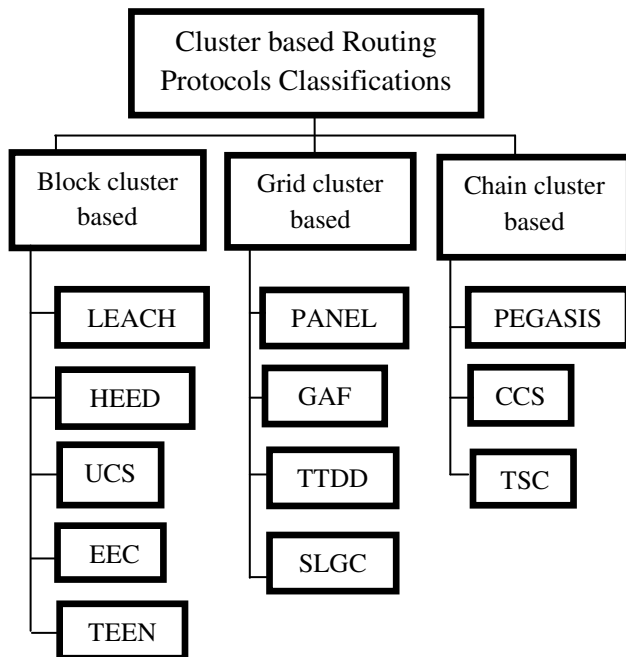 Cluster based Routing
Protocols Classifications
Block cluster
based
Grid cluster
based
Chain cluster
based
LEACH
HEED
UCS
EEC
TEEN
PANEL
GAF
TTDD
SLGC
PEGASIS
CCS
TSC